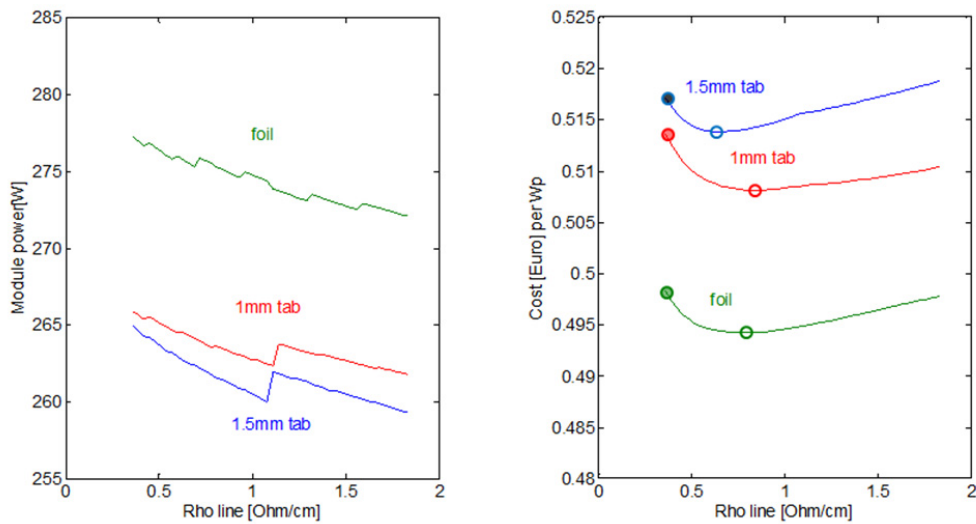 285
280
275
270
265
260
255
0
0.5
1
1.5
2
Module power[W]
Rho line [Ohm/cm]
foil
1mm tab
1.5mm tab
0.525
0.52
0.515
0.51
0.505
0.5
0.495
0.49
0.485
0.48
0
0.5
1
1.5
2
Cost [Euro] per Wp
Rho line [Ohm/cm]
1.5mm tab
1mm tab
foil